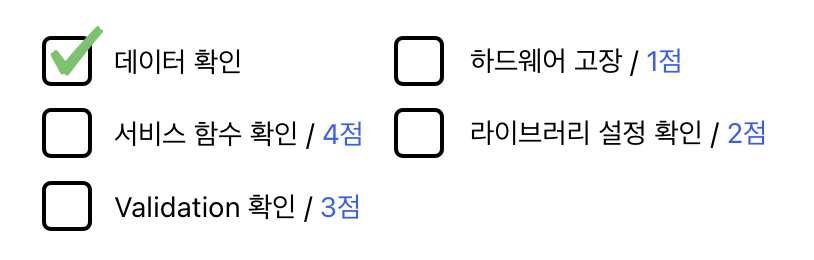 데이터 확인
하드웨어 고장 / 1점
서비스 함수 확인 / 4점
라이브러리 설정 확인 / 2점
Validation 확인 / 3점